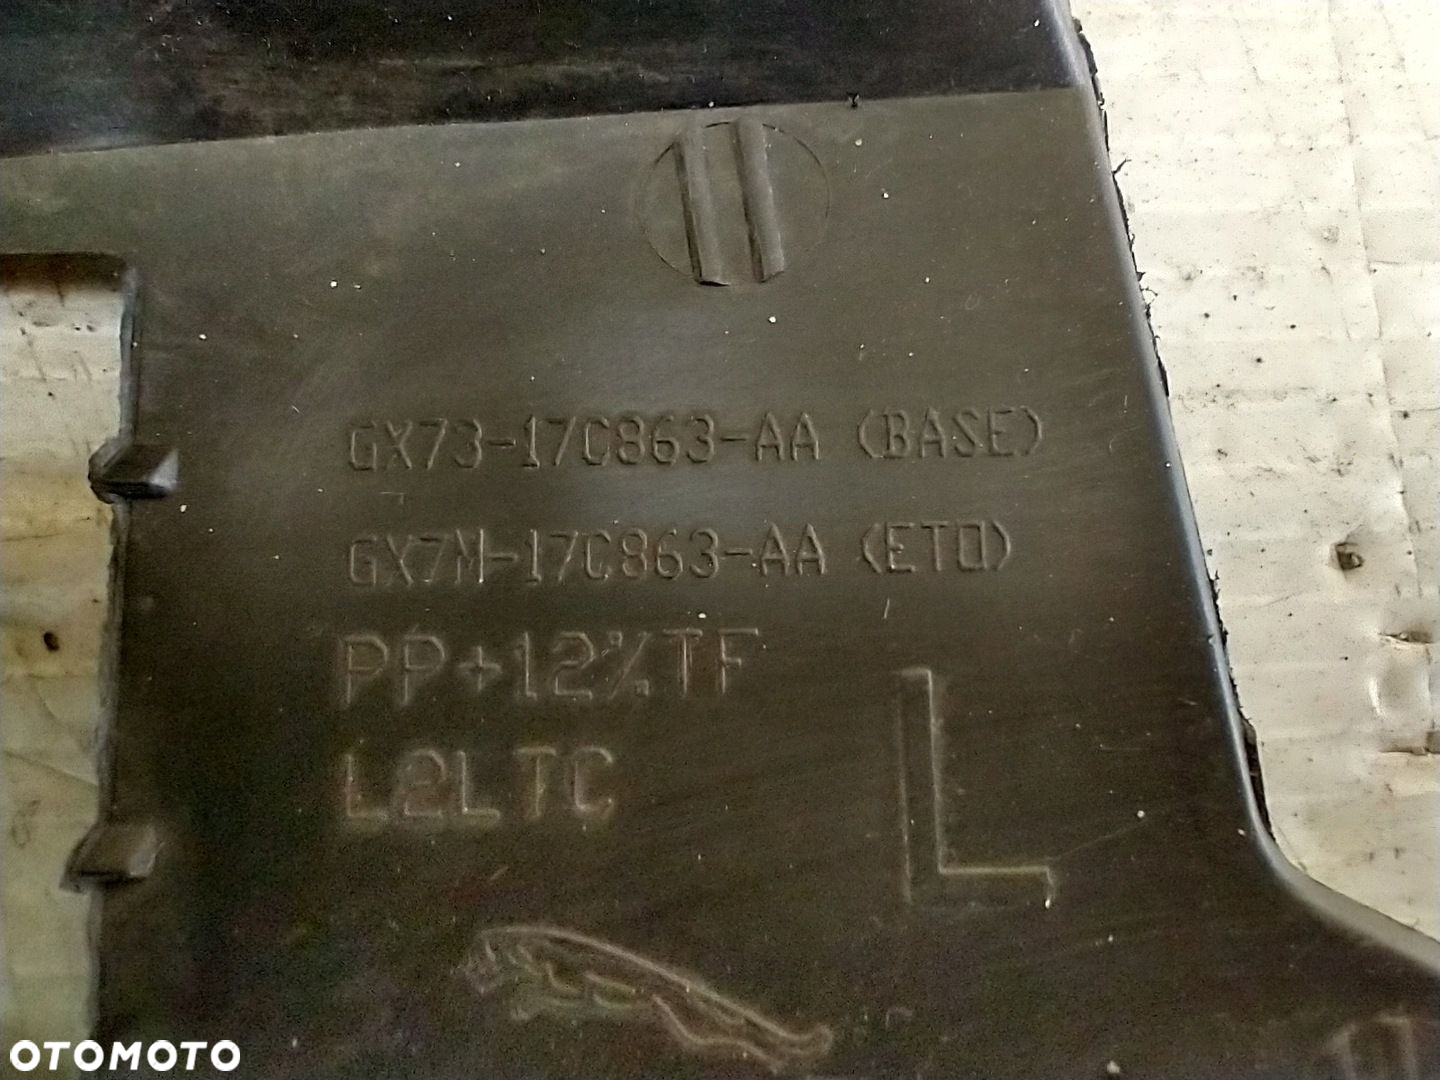 GX73-17C863-AA (BASE)
GX7M-17C863-AA (ETO)
PP+12%TF
L2LTC
L
OTOMOTO